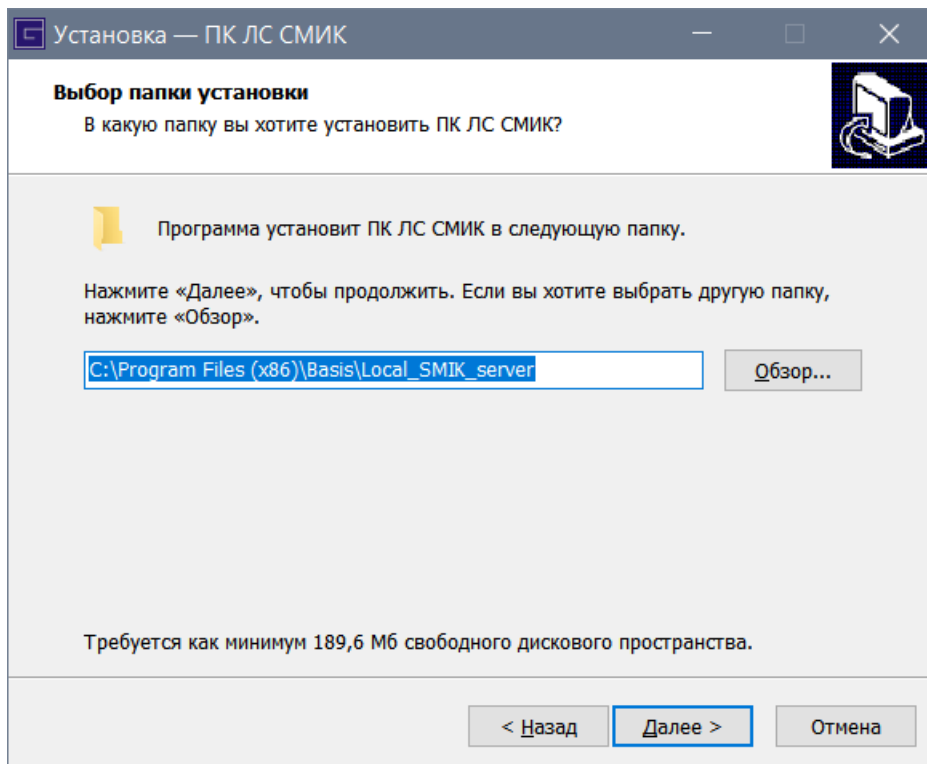 Установка — ПК ЛС СМИК
Выбор папки установки
В какую папку вы хотите установить ПК ЛС СМИК?
Программа установит ПК ЛС СМИК в следующую папку.
Нажмите «Далее», чтобы продолжить. Если вы хотите выбрать другую папку,
нажмите «Обзор».
C:\Program Files (x86)\Basis\Local_SMIK_server
Обзор...
Требуется как минимум 189,6 Мб свободного дискового пространства.
< Назад
Далее >
Отмена